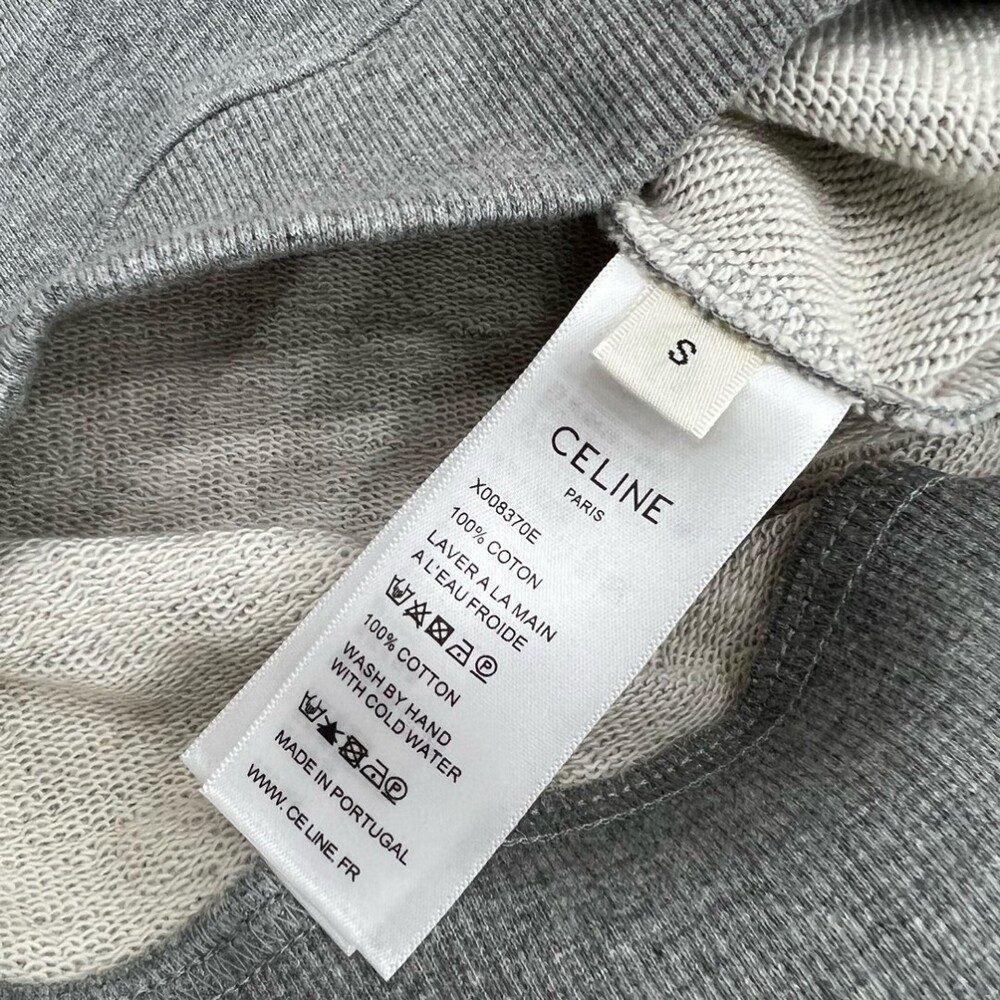 S
CELINE
PARIS
X008370E
100% COTON
LAVER A LA MAIN
A L'EAU FROIDE
P
100% COTTON
WASH BY HAND
WITH COLD WATER
P
MADE IN PORTUGAL
WWW. CE LINE. FR